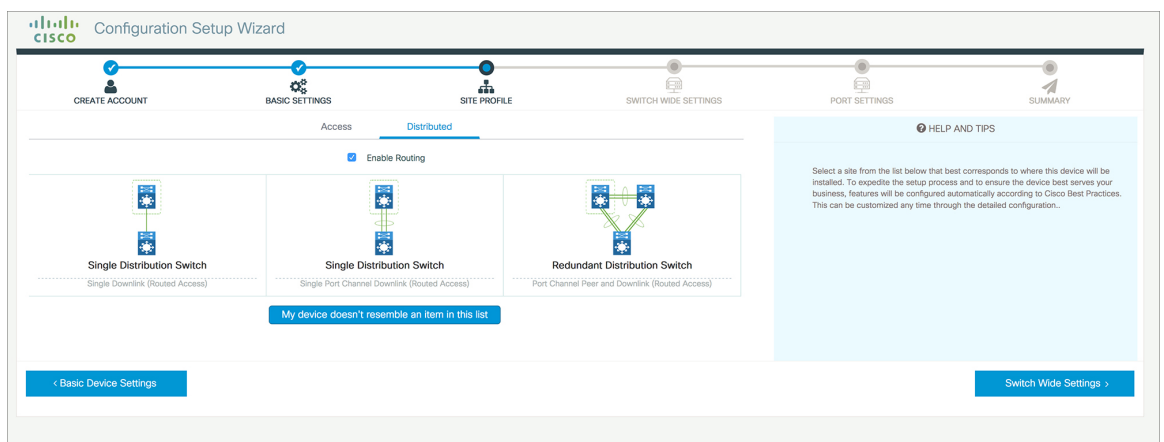 CISCO
Configuration Setup Wizard
CREATE ACCOUNT
BASIC SETTINGS
SITE PROFILE
SWITCH WIDE SETTINGS
PORT SETTINGS
SUMMARY
Access
Distributed
Enable Routing
Single Distribution Switch
Single Downlink (Routed Access)
Single Distribution Switch
Single Port Channel Downlink (Routed Access)
Redundant Distribution Switch
Port Channel Peer and Downlink (Routed Access)
My device doesn't resemble an item in this list
? HELP AND TIPS
Select a site from the list below that best corresponds to where this device will be
installed. To expedite the setup process and to ensure the device best serves your
business, features will be configured automatically according to Cisco Best Practices.
This can be customized any time through the detailed configuration..
< Basic Device Settings
Switch Wide Settings >